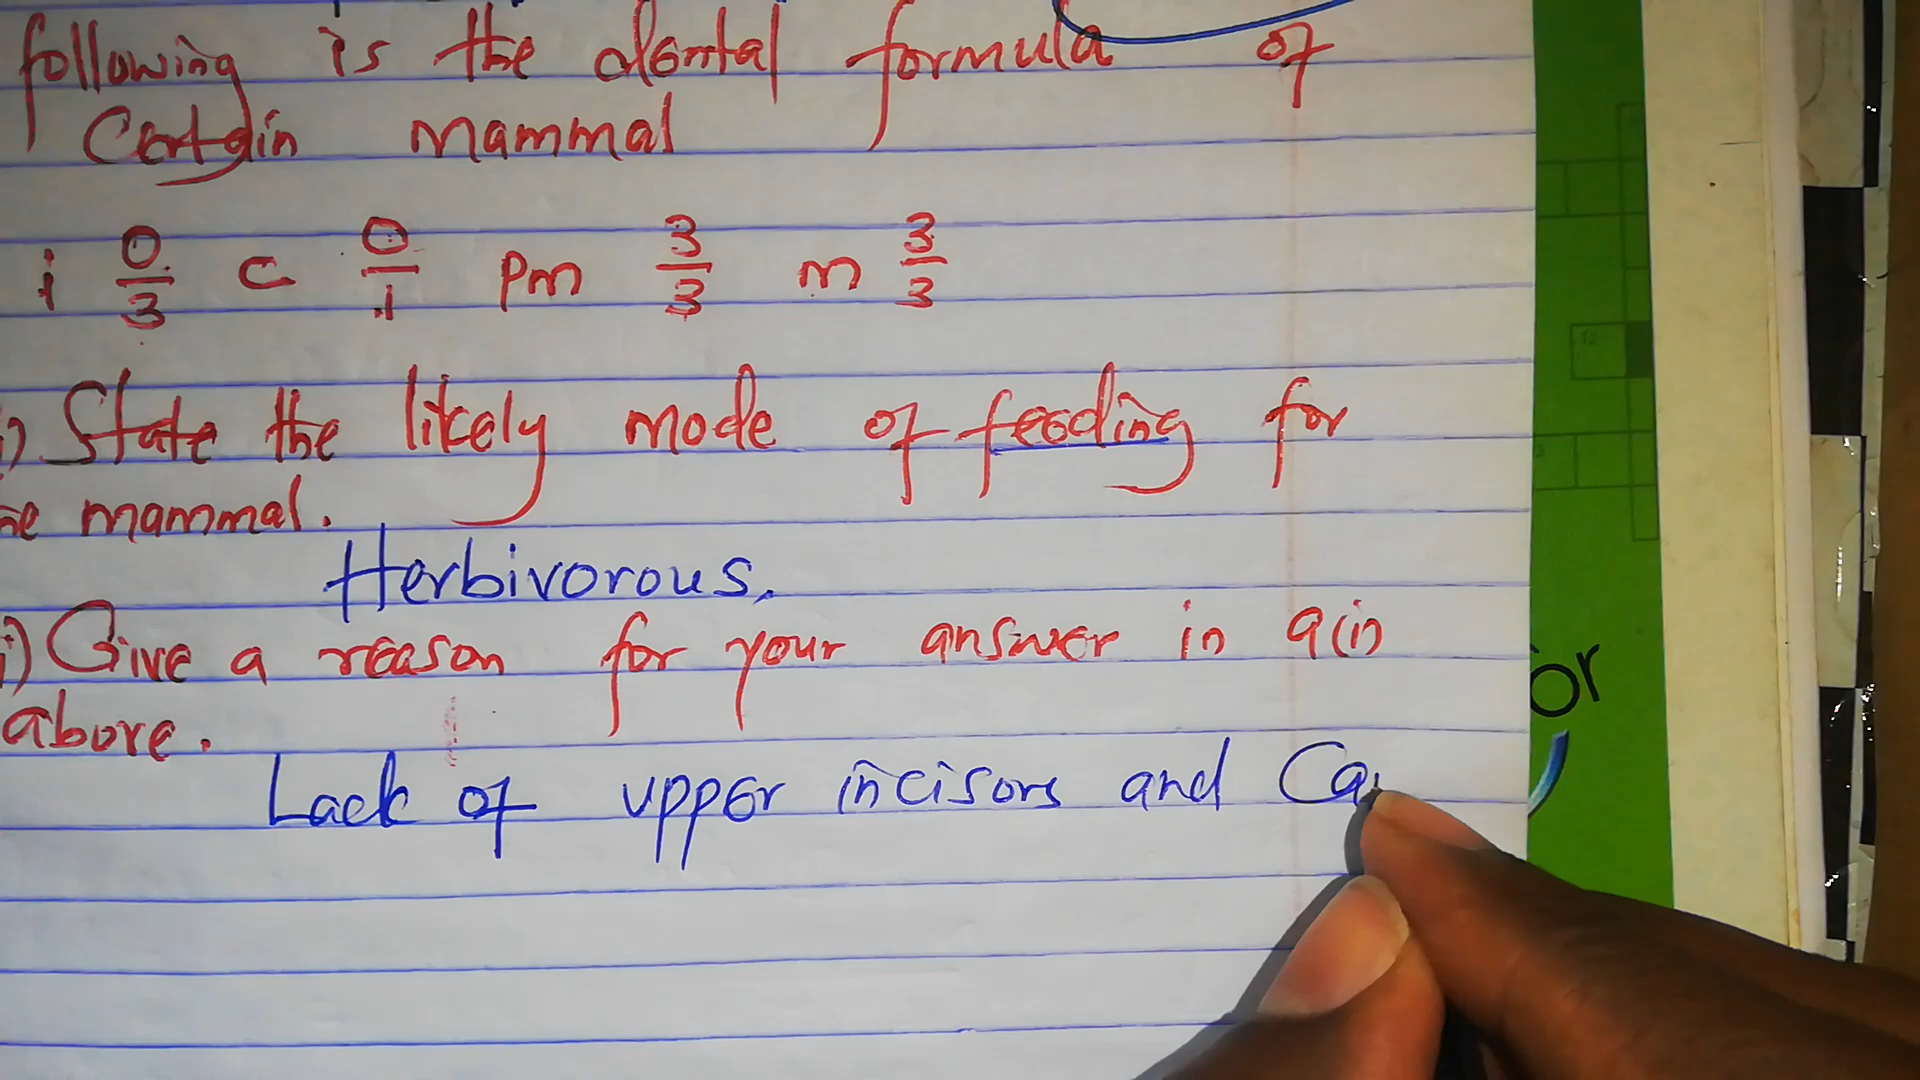 following is the dental formula of
Certain mammal
i 0/3 c 0/1 pm 3/3 m 3/3
i) State the likely mode of feeding for
mammal.
Herbivorous.
i) Give a reason for your answer in a(i)
above.
Lack of upper incisors and Ca
or